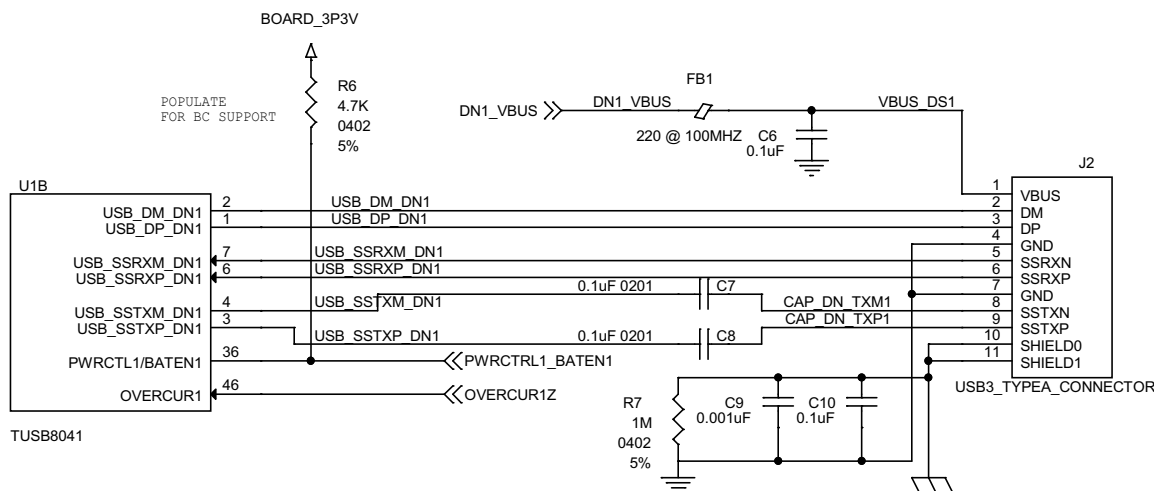 BOARD_3P3V
R6
4.7K
0402
5%
POPULATE
FOR BC SUPPORT
FB1
DN1_VBUS
DN1_VBUS
VBUS_DS1
220 @ 100MHZ
C6
0.1uF
J2
U1B
USB_DM_DN1
2
USB_DM_DN1
1
VBUS
2
DM
USB_DP_DN1
1
USB_DP_DN1
3
DP
4
GND
USB_SSRXM_DN1
7
USB_SSRXM_DN1
5
SSRXN
USB_SSRXP_DN1
6
USB_SSRXP_DN1
6
SSRXP
0.1uF 0201
C7
7
GND
USB_SSTXM_DN1
4
USB_SSTXM_DN1
CAP_DN_TXM1
8
SSTXN
USB_SSTXP_DN1
3
USB_SSTXP_DN1
0.1uF 0201
C8
CAP_DN_TXP1
9
SSTXP
10
SHIELD0
PWRCTL1/BATEN1
36
PWRCTRL1_BATEN1
11
SHIELD1
USB3_TYPEA_CONNECTOR
OVERCUR1
46
OVERCUR1Z
R7
1M
0402
5%
C9
0.001uF
C10
0.1uF
TUSB8041